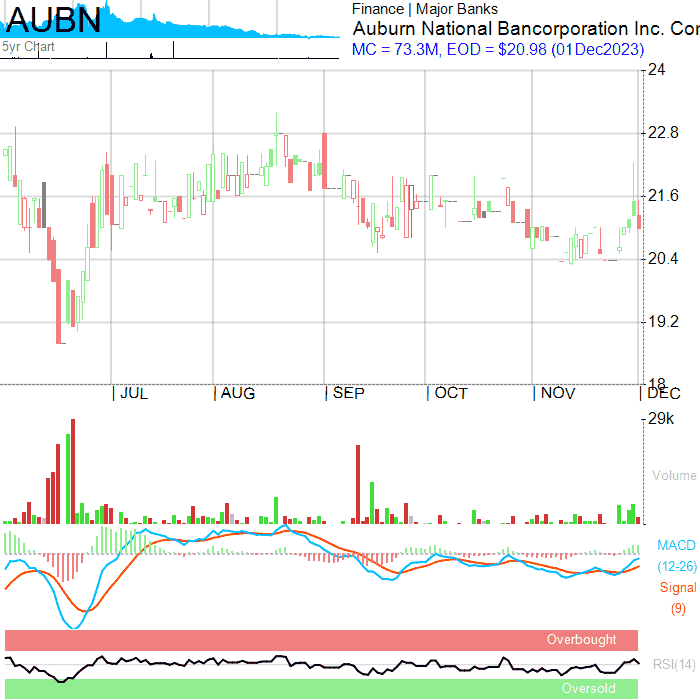 AUBN
5yr Chart
Finance | Major Banks
Auburn National Bancorporation Inc. Cor
MC = 73.3M, EOD = $20.98 (01Dec2023)
24
22.8
21.6
20.4
19.2
18
| JUL | AUG | SEP | OCT | NOV | DEC
29k
Volume
MACD
(12-26)
Signal
(9)
Overbought
RSI(14)
Oversold